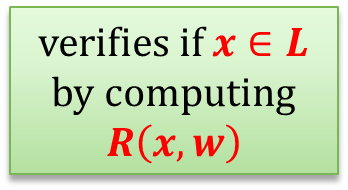 verifies if x ∈ L
by computing
R(x, w)